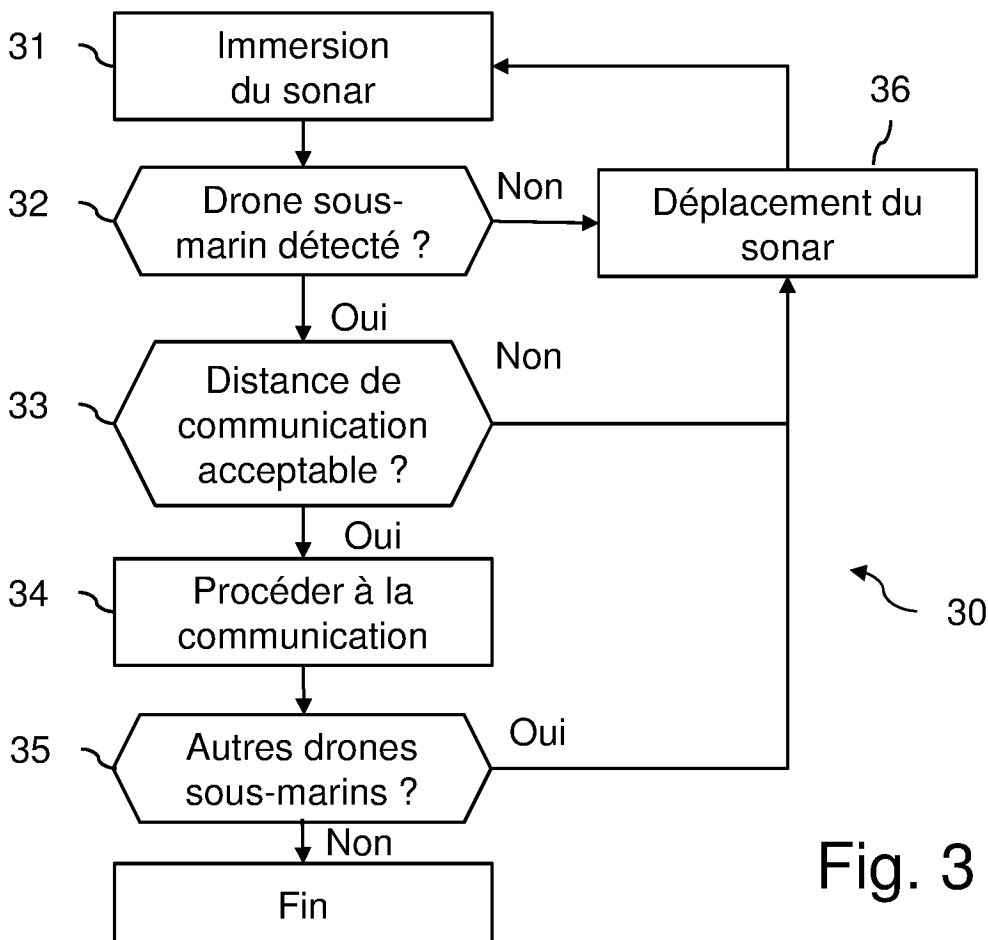 31
Immersion
du sonar
36
32
Drone sous-
marin détecté ?
Non
Déplacement du
sonar
Oui
33
Distance de
communication
acceptable ?
Non
Oui
34
Procéder à la
communication
30
35
Autres drones
sous-marins ?
Oui
Non
Fin
Fig. 3